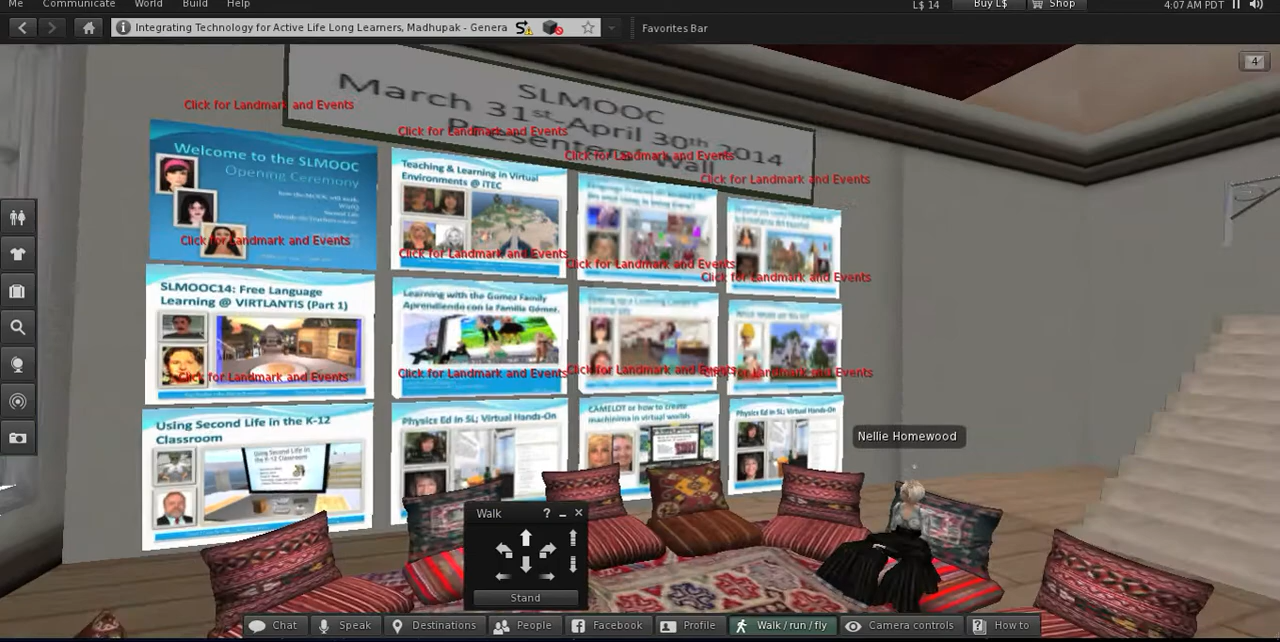 Me Communicate World Build Help L$ 14 Buy L$ Shop 4:07 AM PDT
Integrating Technology for Active Life Long Learners, Madhupak - Genera Favorites Bar
4
SLMOOC
March 31st-April 30th 2014
Presenters Wall
Click for Landmark and Events
Click for Landmark and Events
Click for Landmark and Events
Click for Landmark and Events
Welcome to the SLMOOC
Opening Ceremony
Teaching & Learning in Virtual
Environments @ iTEC
Click for Landmark and Events
Click for Landmark and Events
Click for Landmark and Events
Click for Landmark and Events
SLMOOC14: Free Language
Learning @ VIRTLANTIS (Part 1)
Learning with the Gomez Family
Aprendiendo con la Familia Gómez.
Click for Landmark and Events
Click for Landmark and Events
Click for Landmark and Events
Click for Landmark and Events
Using Second Life in the K-12
Classroom
Physics Ed in SL; Virtual Hands-On
CAMELOT or how to create
machinima in virtual worlds
Physics Ed in SL; Virtual Hands-On
Nellie Homewood
Walk ?
Stand
Chat Speak Destinations People Facebook Profile Walk / run / fly Camera controls How to